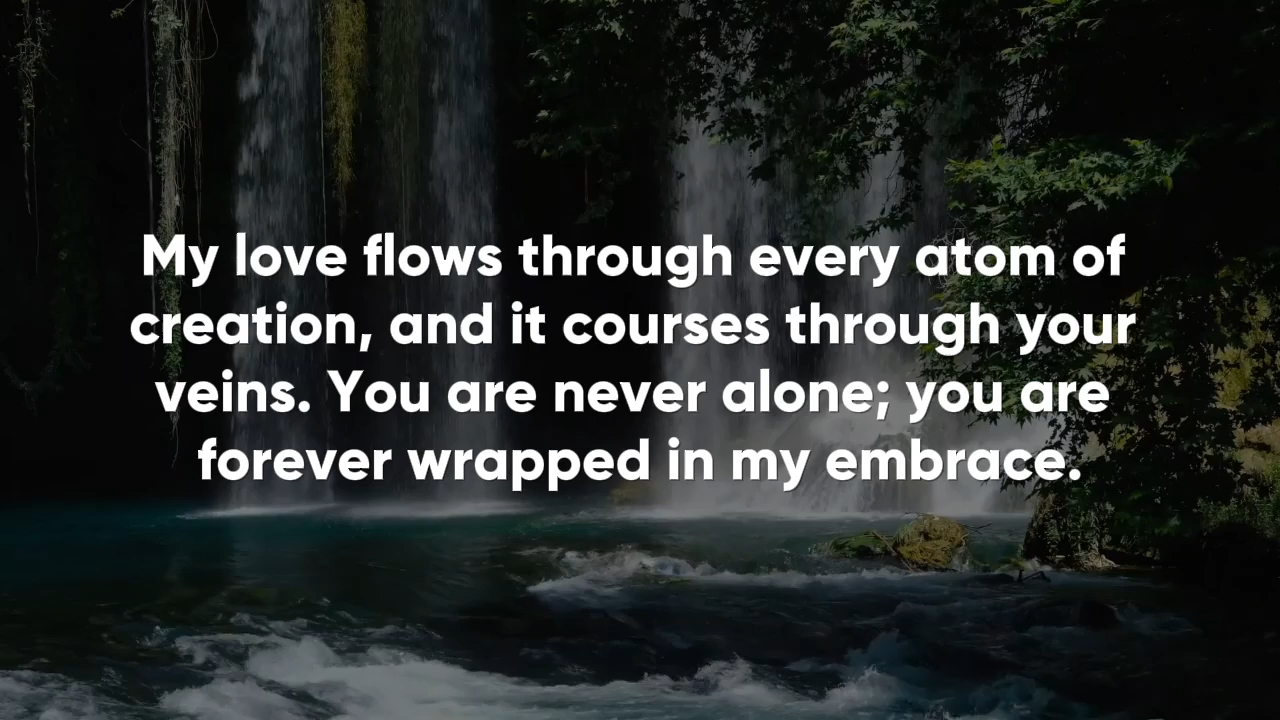 My love flows through every atom of
creation, and it courses through your
veins. You are never alone; you are
forever wrapped in my embrace.